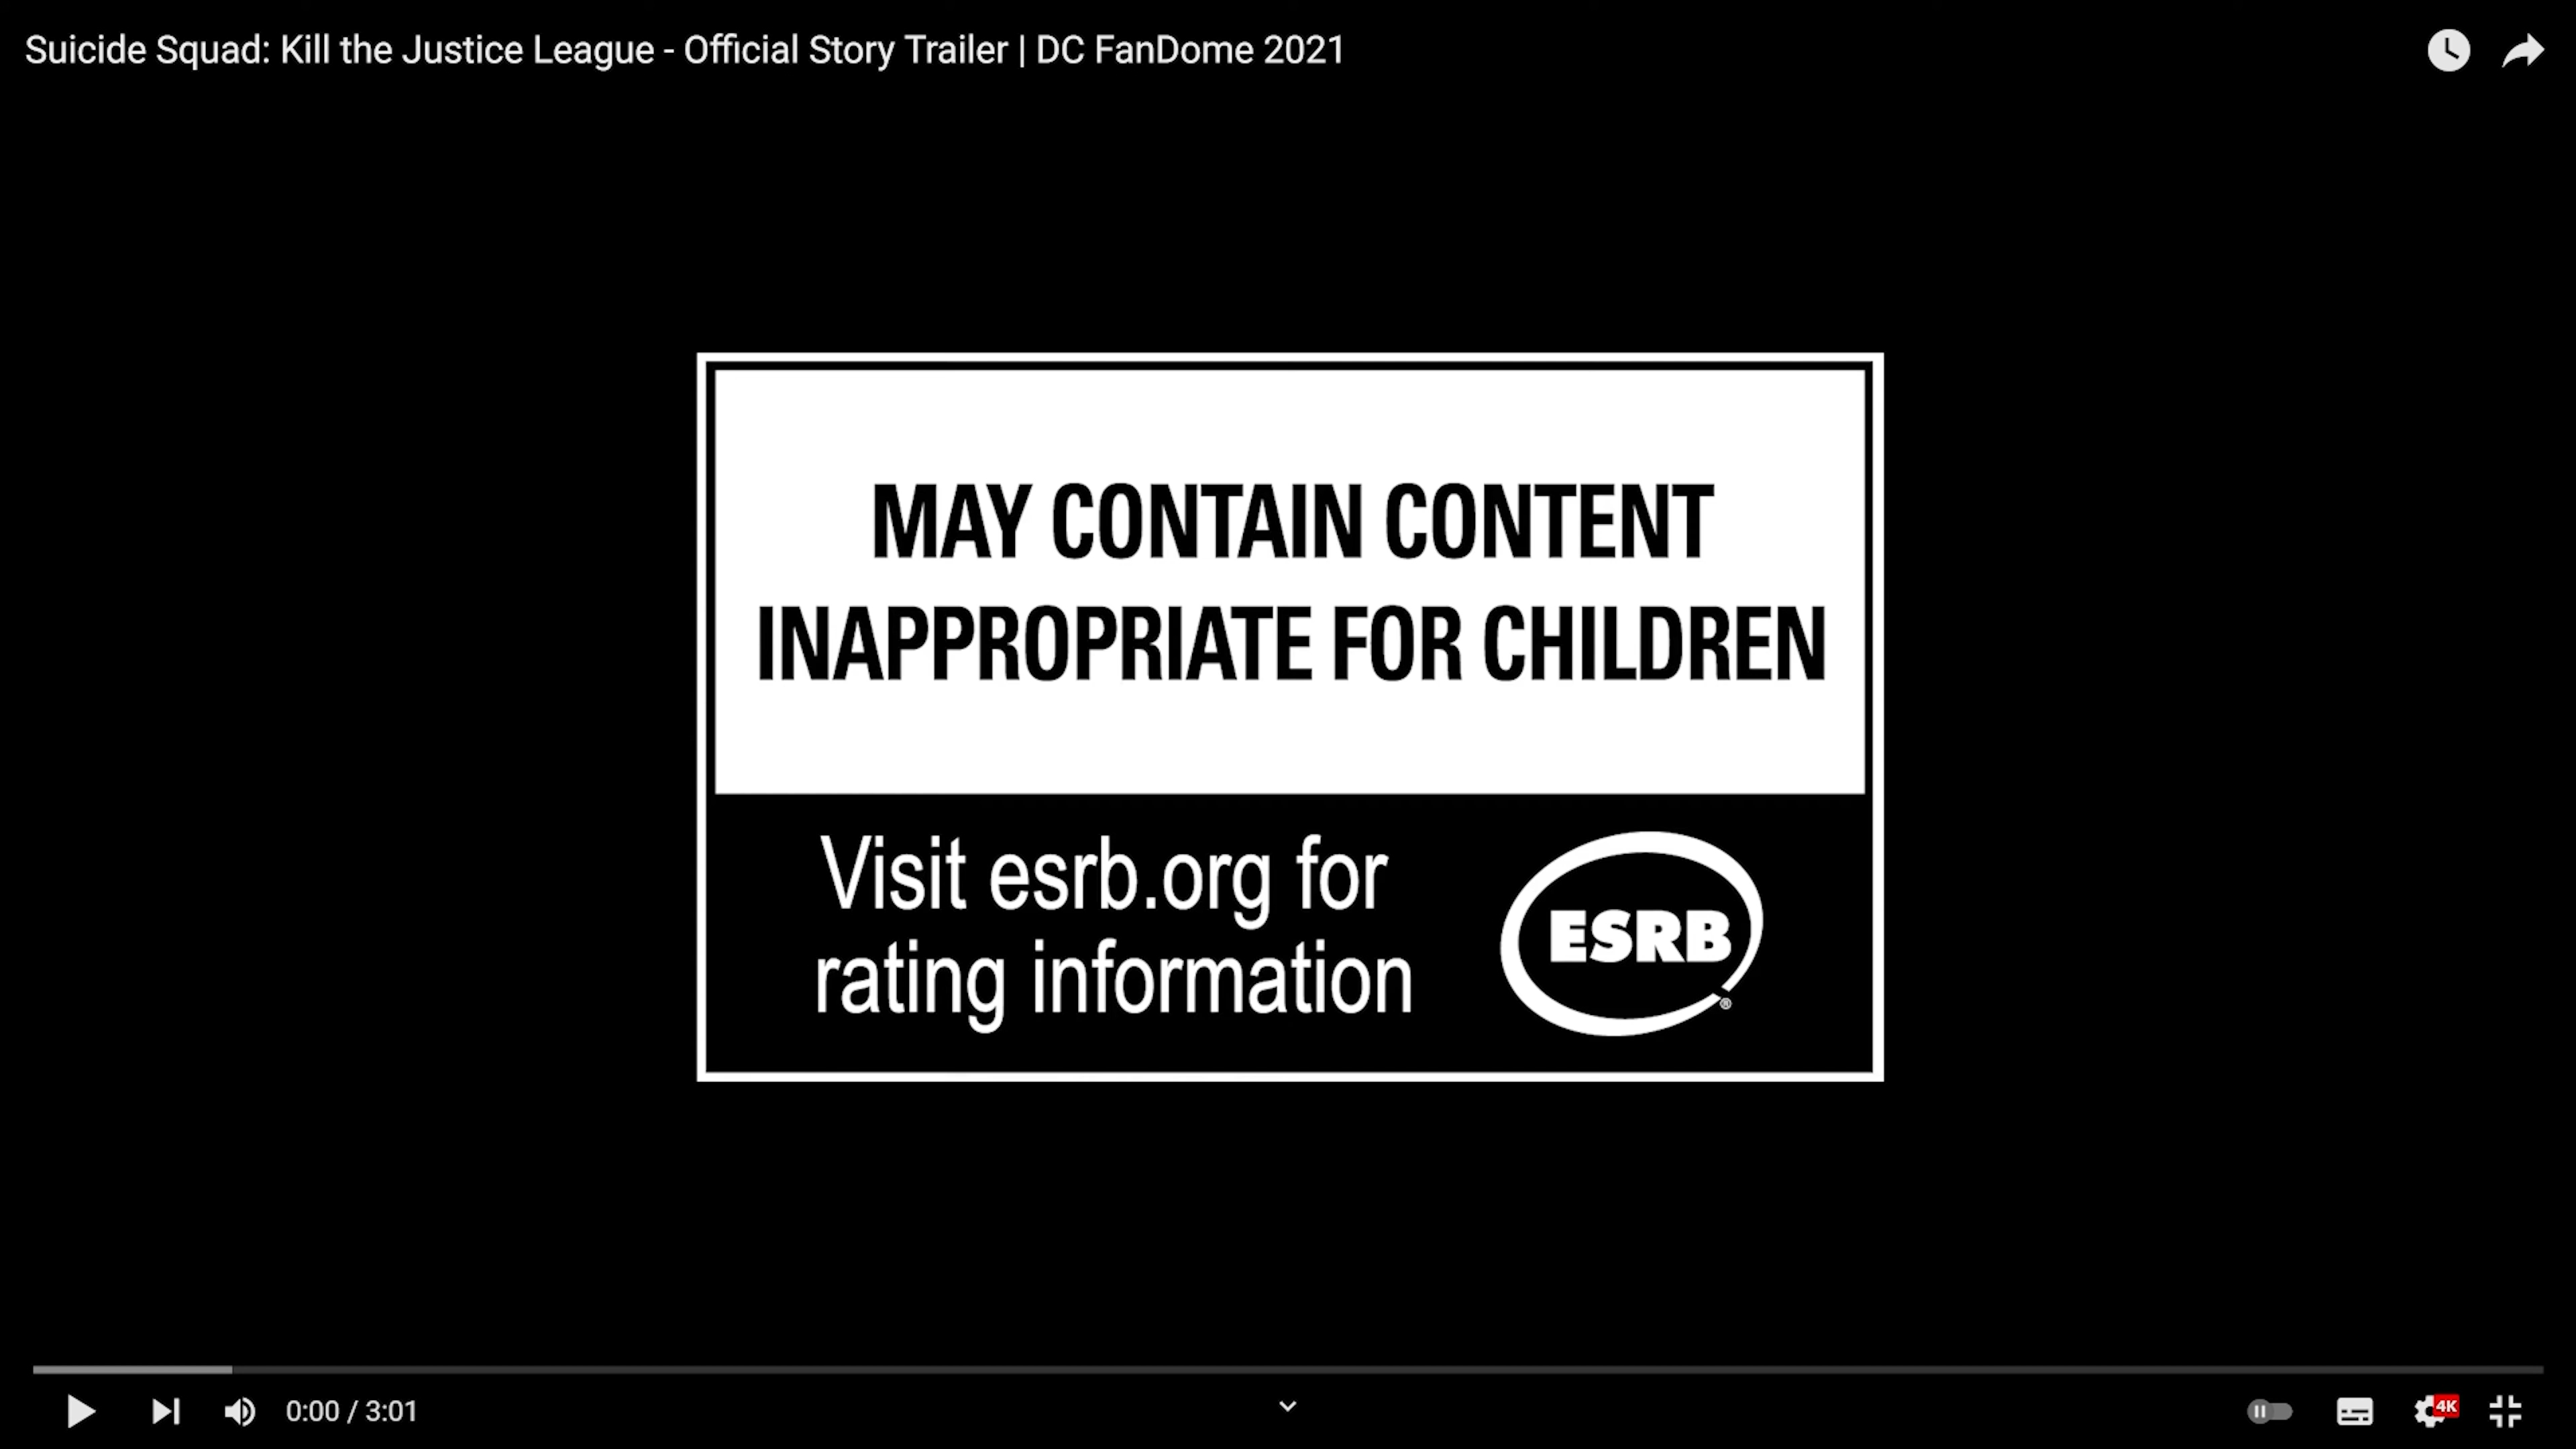 Suicide Squad: Kill the Justice League - Official Story Trailer | DC FanDome 2021
MAY CONTAIN CONTENT
INAPPROPRIATE FOR CHILDREN
Visit esrb.org for
rating information
ESRB
®
0:00 / 3:01
4K